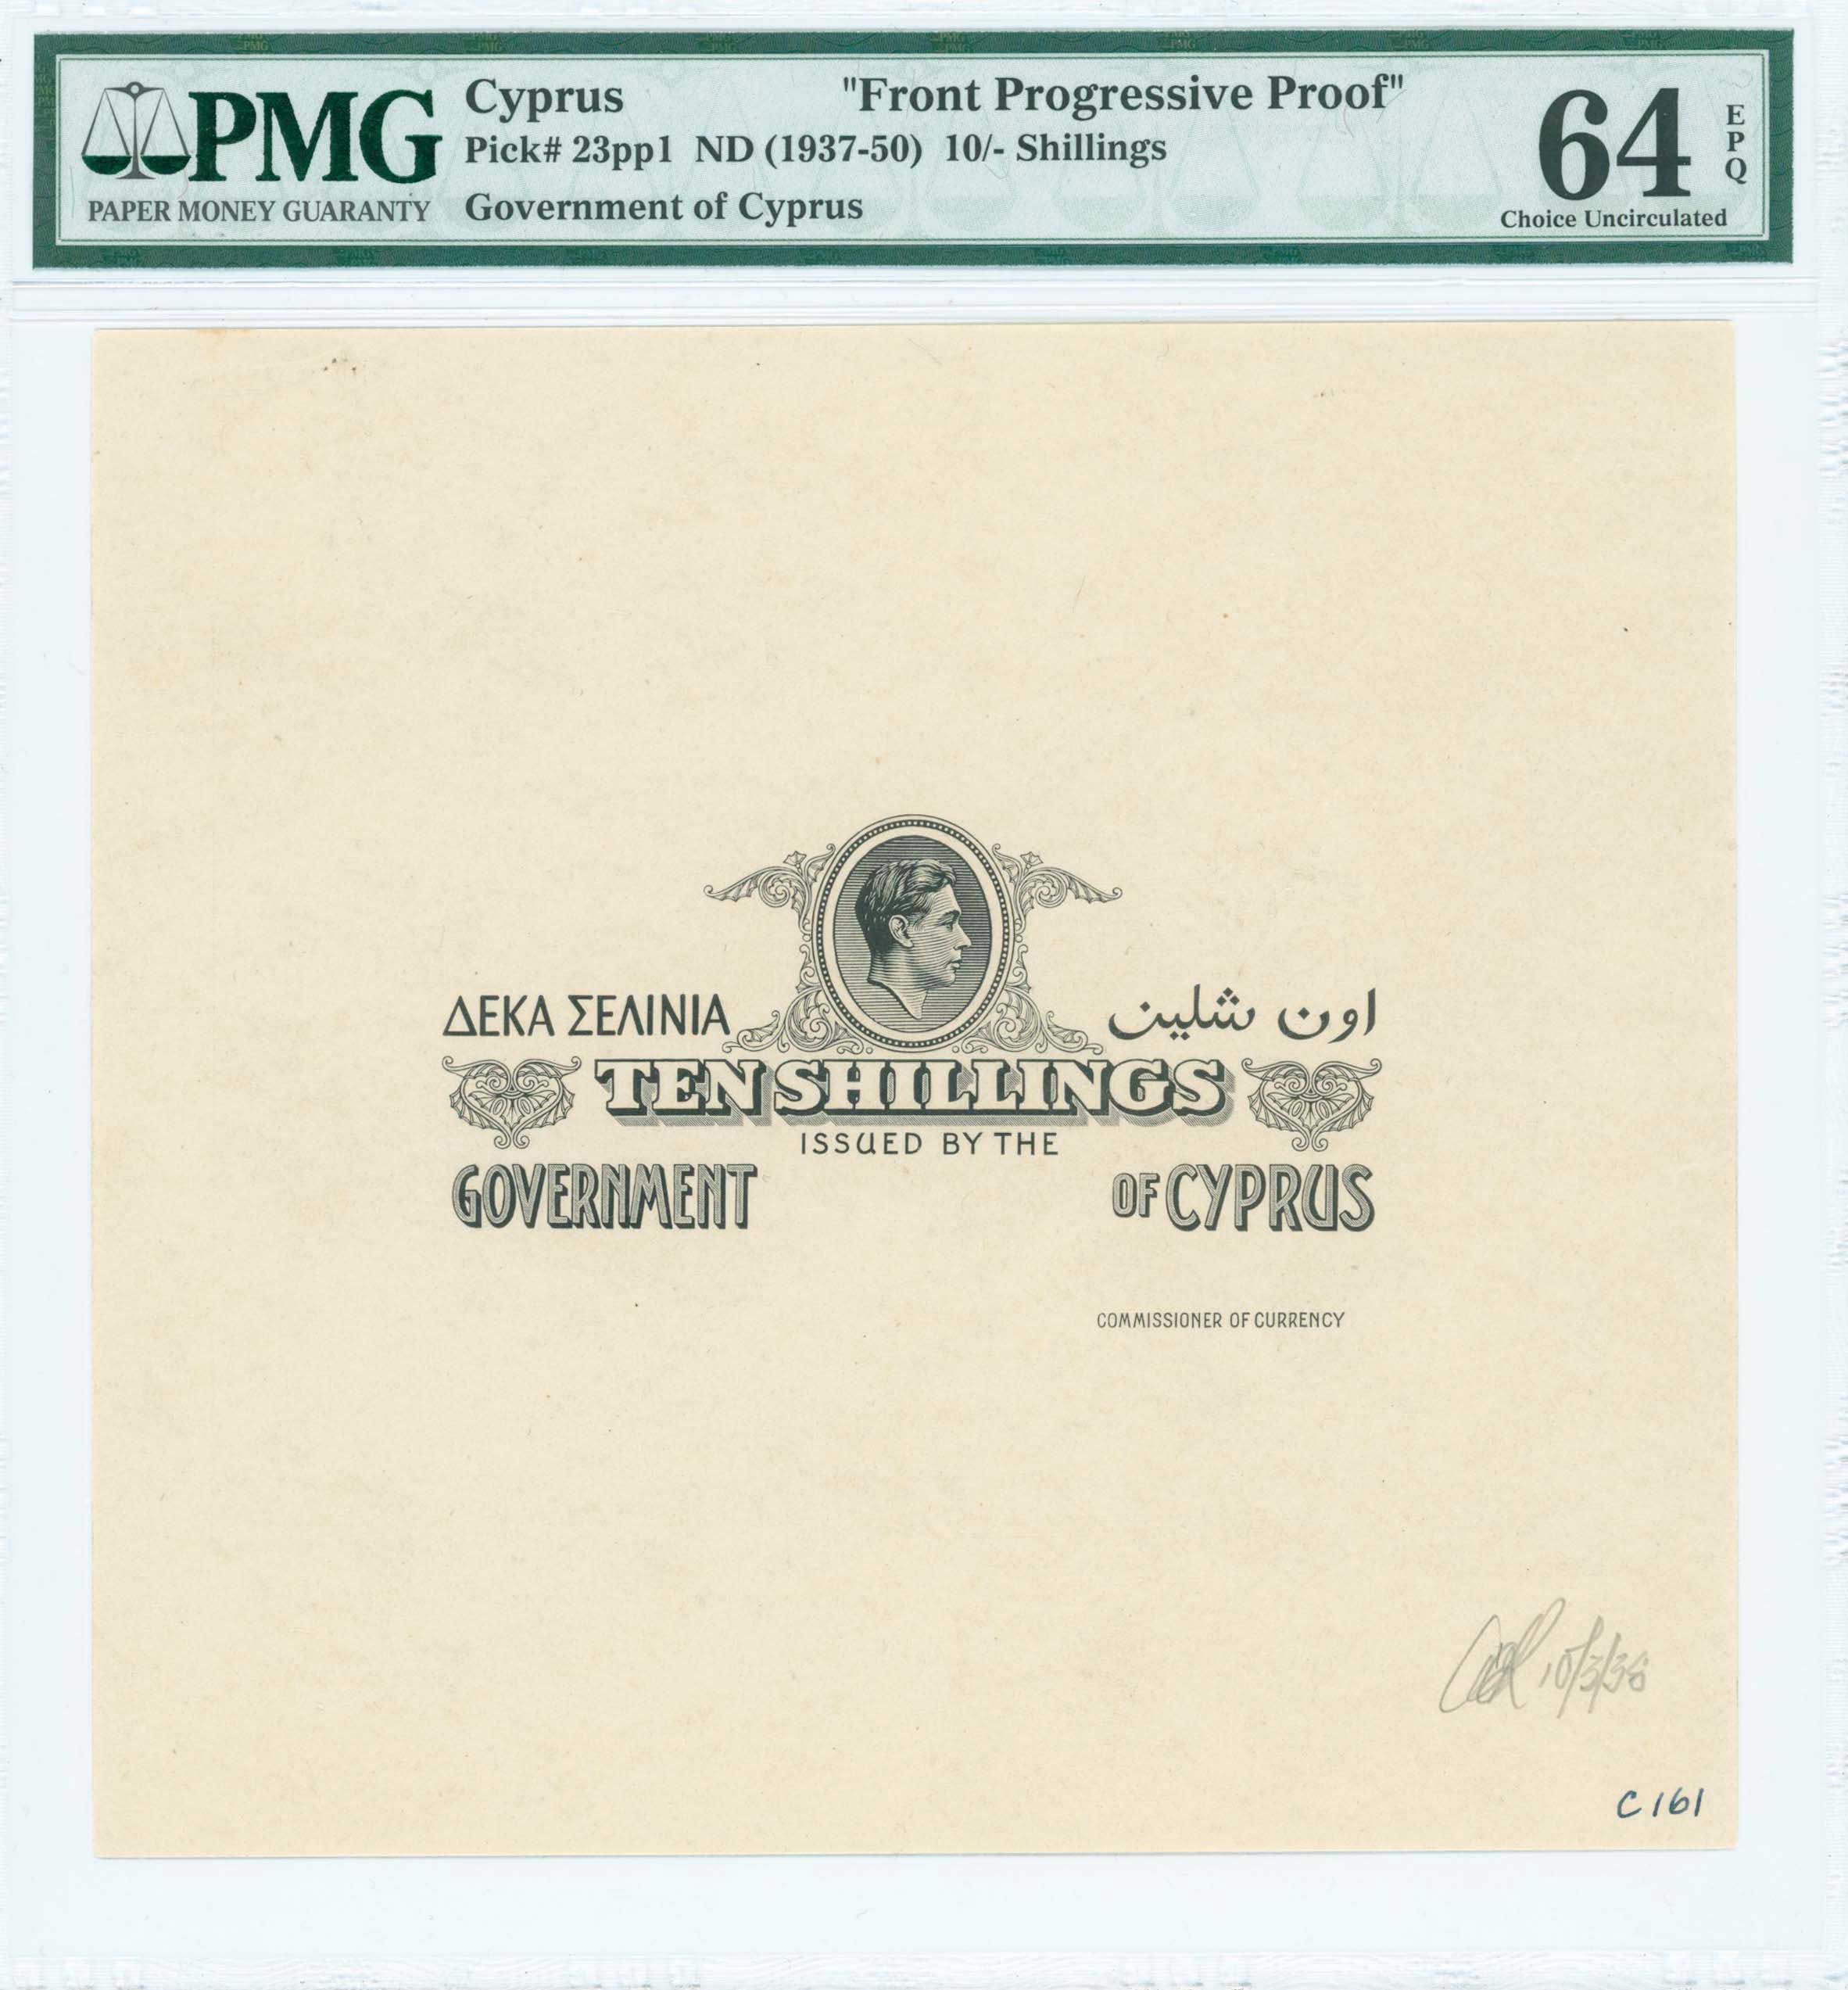 PMG
PAPER MONEY GUARANTY
Cyprus "Front Progressive Proof"
Pick# 23pp1 ND (1937-50) 10/- Shillings
Government of Cyprus
64
EPQ
Choice Uncirculated
ΔΕΚΑ ΣΕΛΙΝΙΑ
اون شلين
TEN SHILLINGS
ISSUED BY THE
GOVERNMENT OF CYPRUS
COMMISSIONER OF CURRENCY
10/3/38
C161